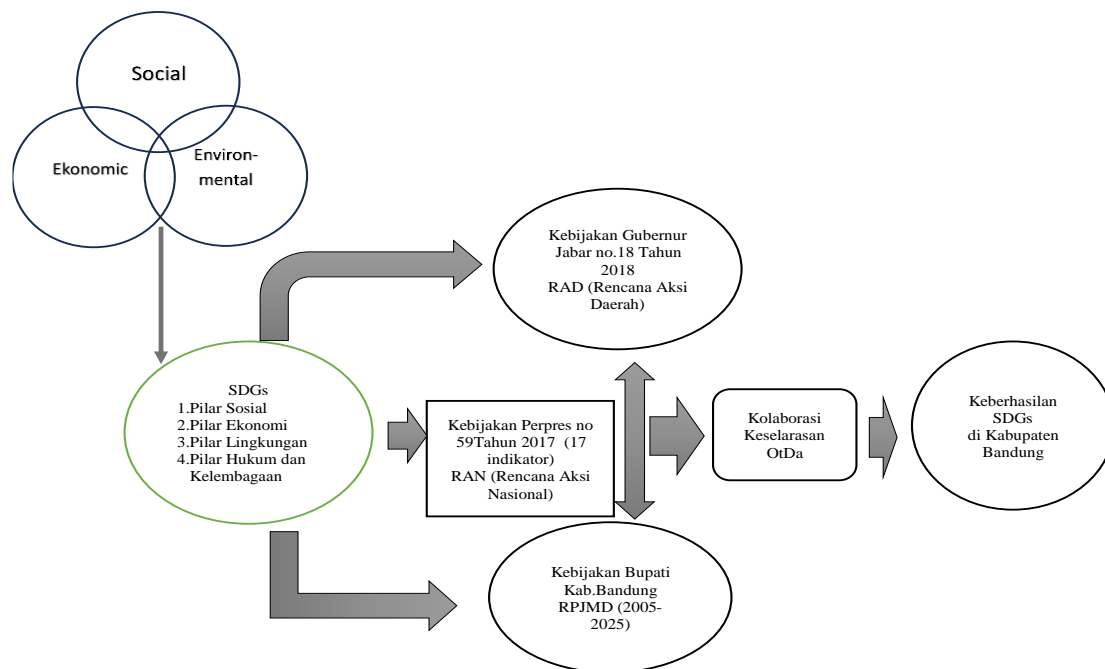 Social
Ekonomic
Environ-
mental
Kebijakan Gubernur
Jabar no.18 Tahun
2018
RAD (Rencana Aksi
Daerah)
SDGs
1.Pilar Sosial
2.Pilar Ekonomi
3.Pilar Lingkungan
4.Pilar Hukum dan
Kelembagaan
Kebijakan Perpres no
59Tahun 2017 (17
indikator)
RAN (Rencana Aksi
Nasional)
Kolaborasi
Keselarasan
OtDa
Keberhasilan
SDGs
di Kabupaten
Bandung
Kebijakan Bupati
Kab.Bandung
RPJMD (2005-
2025)